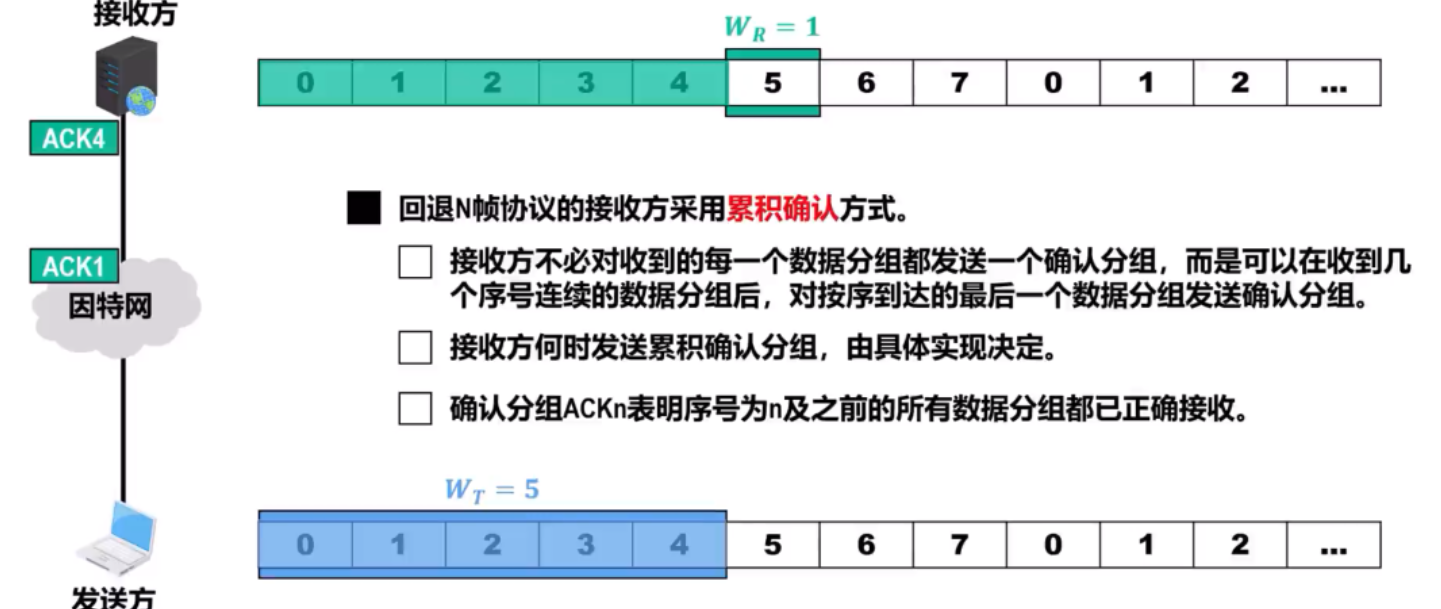 接收方
W_R = 1
0 1 2 3 4 5 6 7 0 1 2 ...
ACK4
回退N帧协议的接收方采用累积确认方式。
ACK1
接收方不必对收到的每一个数据分组都发送一个确认分组，而是可以在收到几
个序号连续的数据分组后，对按序到达的最后一个数据分组发送确认分组。
因特网
接收方何时发送累积确认分组，由具体实现决定。
确认分组ACKn表明序号为n及之前的所有数据分组都已正确接收。
W_T = 5
0 1 2 3 4 5 6 7 0 1 2 ...
发送方